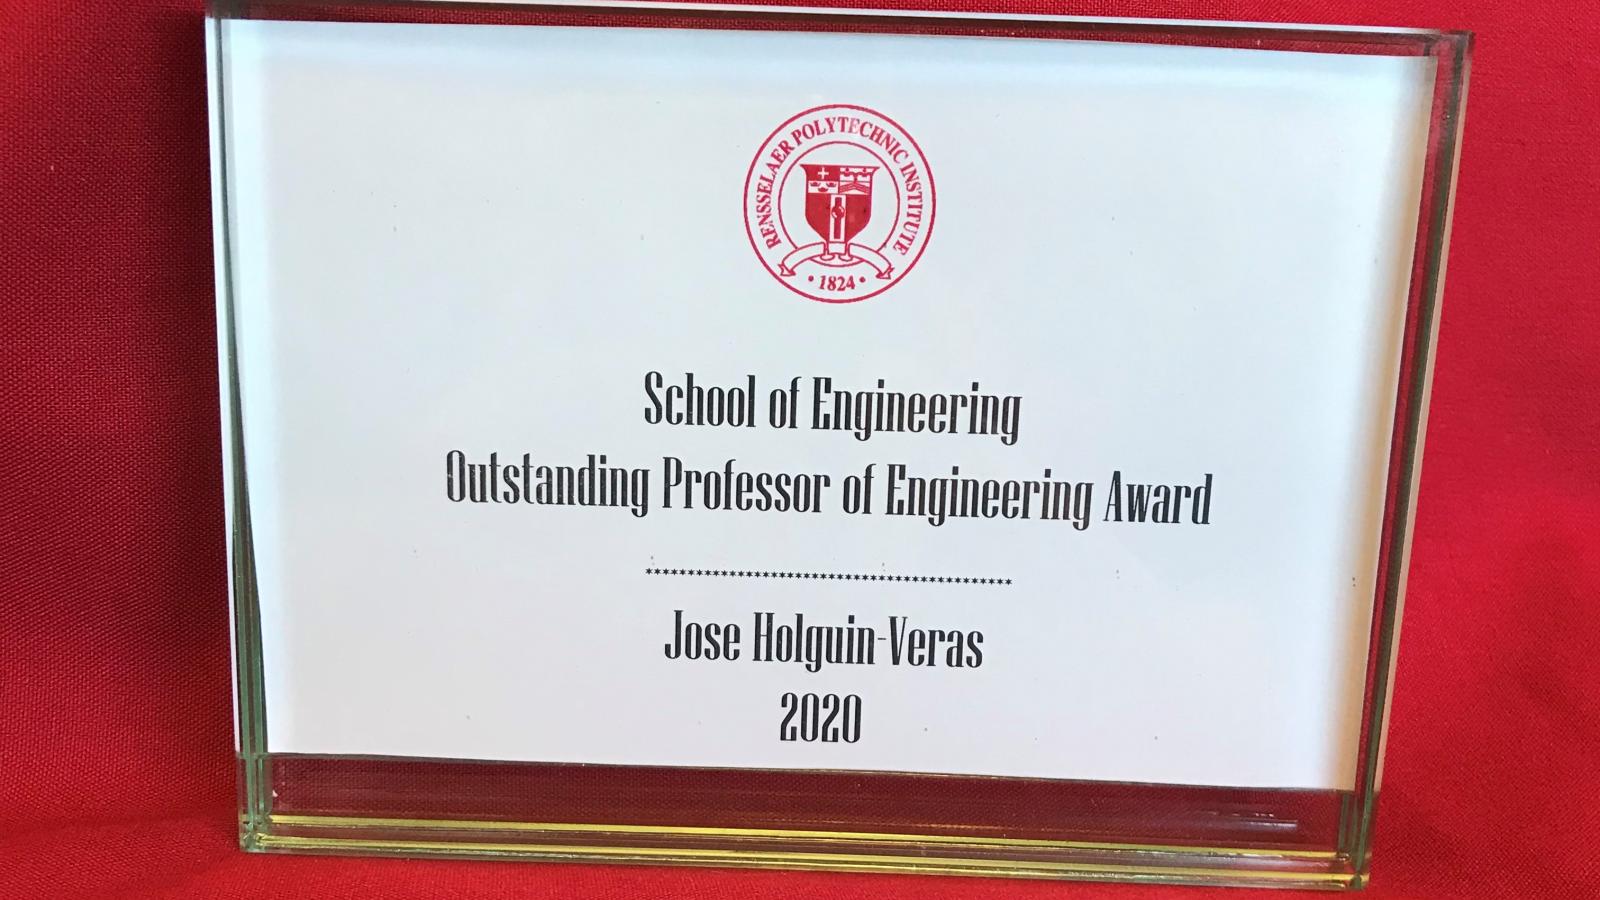 RENSSELAER POLYTECHNIC INSTITUTE
• 1824 •
School of Engineering
Outstanding Professor of Engineering Award
********************************************
Jose Holguin-Veras
2020